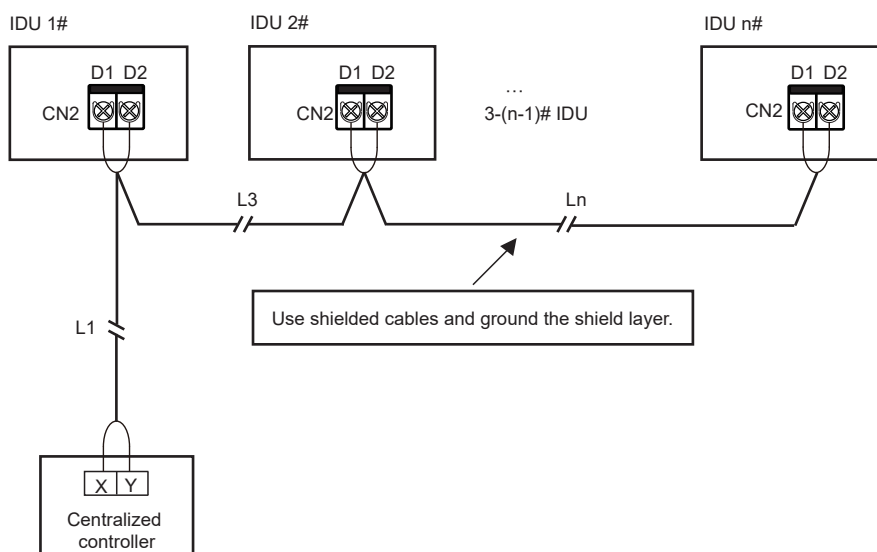 IDU 1#
IDU 2#
IDU n#
D1 D2
D1 D2
D1 D2
CN2
CN2
CN2
...
3-(n-1)# IDU
L3
Ln
L1
Use shielded cables and ground the shield layer.
X Y
Centralized
controller